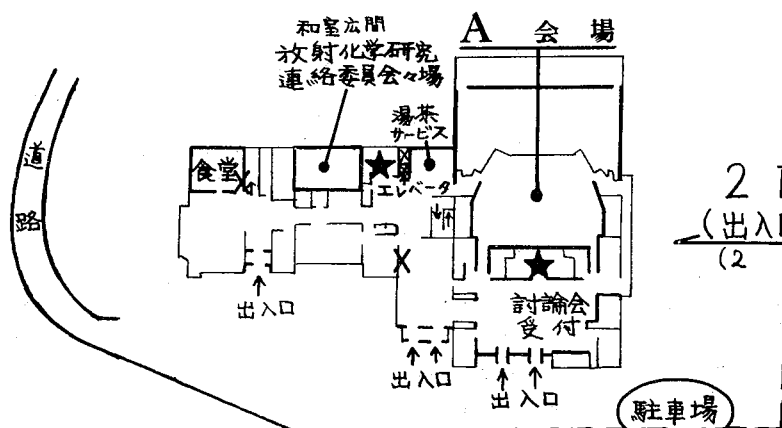 和室広間
放射化学研究
連絡委員会々場
A 会場
湯茶
サービス
道路
食堂
エレベータ
2
(出入口
(2
出入口
討論会
受付
出入口
出入口
駐車場